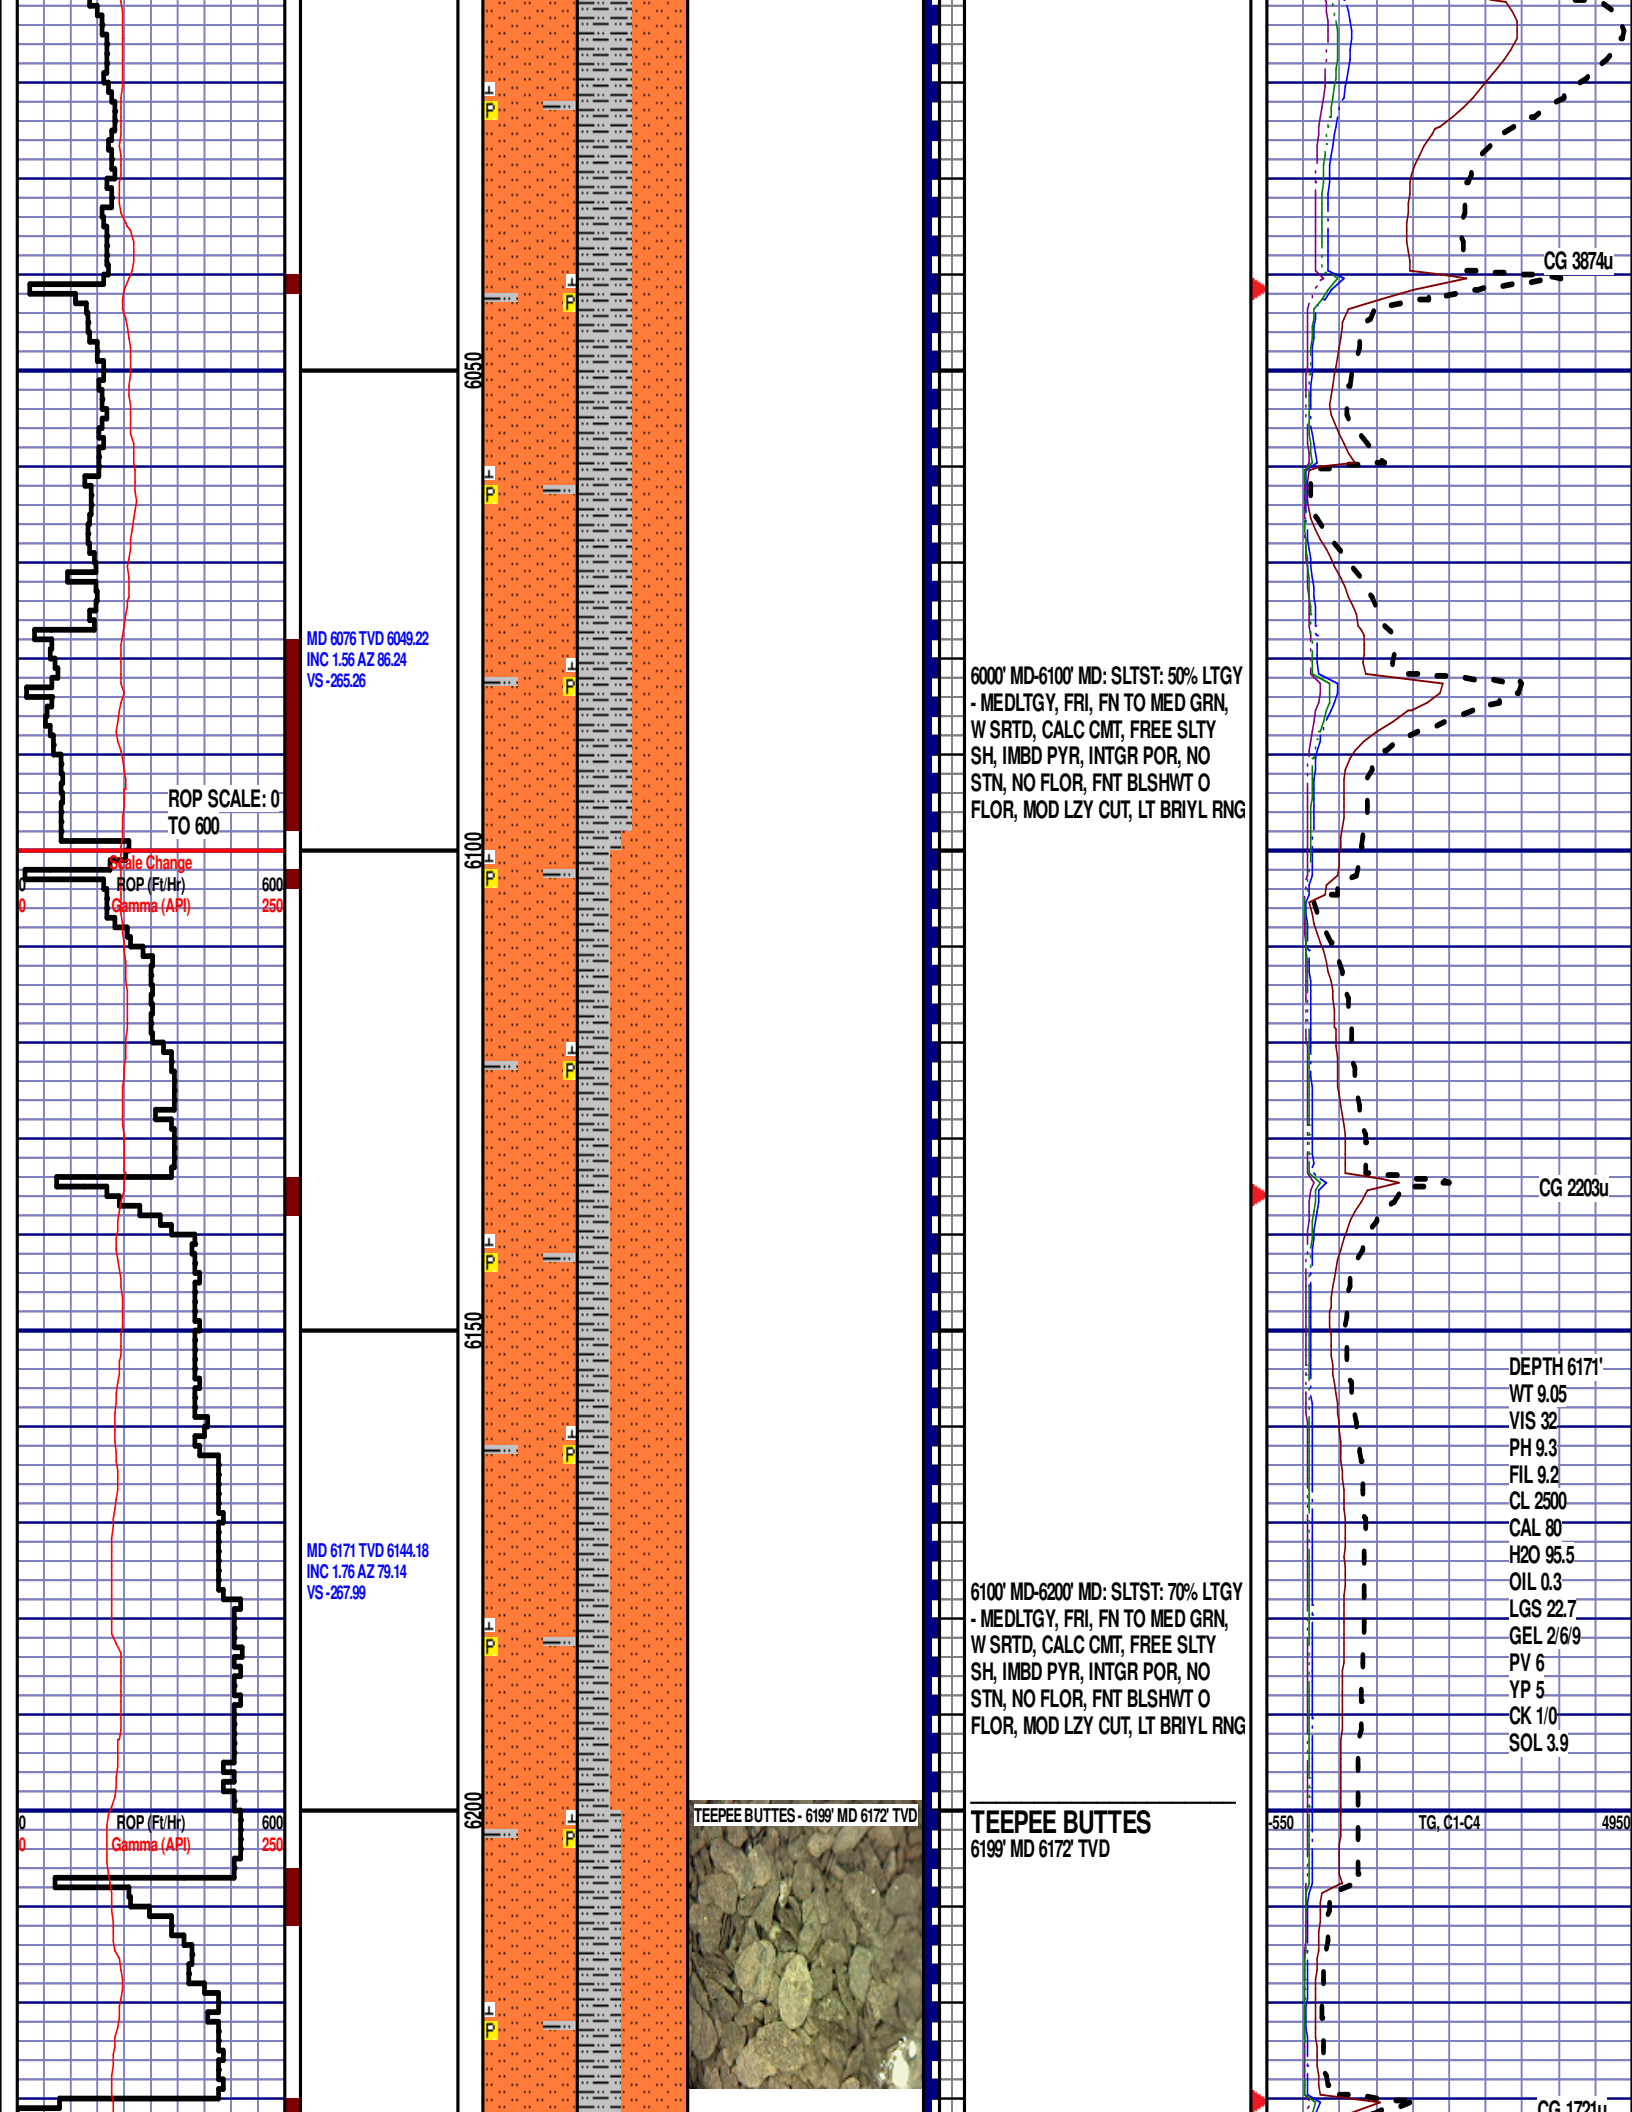 CG 3874u
6050
MD 6076 TVD 6049.22
INC 1.56 AZ 86.24
VS -265.26
6000' MD-6100' MD: SLTST: 50% LTGY
- MEDLTGY, FRI, FN TO MED GRN,
W SRTD, CALC CMT, FREE SLTY
SH, IMBD PYR, INTGR POR, NO
STN, NO FLOR, FNT BLSHWT O
FLOR, MOD LZY CUT, LT BRIYL RNG
ROP SCALE: 0
TO 600
6100
Scale Change
0 ROP (Ft/Hr) 600
0 Gamma (API) 250
CG 2203u
6150
DEPTH 6171'
WT 9.05
VIS 32
PH 9.3
FIL 9.2
CL 2500
CAL 80
H2O 95.5
OIL 0.3
LGS 22.7
GEL 2/6/9
PV 6
YP 5
CK 1/0
SOL 3.9
MD 6171 TVD 6144.18
INC 1.76 AZ 79.14
VS -267.99
6100' MD-6200' MD: SLTST: 70% LTGY
- MEDLTGY, FRI, FN TO MED GRN,
W SRTD, CALC CMT, FREE SLTY
SH, IMBD PYR, INTGR POR, NO
STN, NO FLOR, FNT BLSHWT O
FLOR, MOD LZY CUT, LT BRIYL RNG
6200
TEEPEE BUTTES - 6199' MD 6172' TVD
TEEPEE BUTTES
6199' MD 6172' TVD
0 ROP (Ft/Hr) 600
0 Gamma (API) 250
-550 TG, C1-C4 4950
P
P
P
P
P
P
P
P
P
P
P
CG 1721u